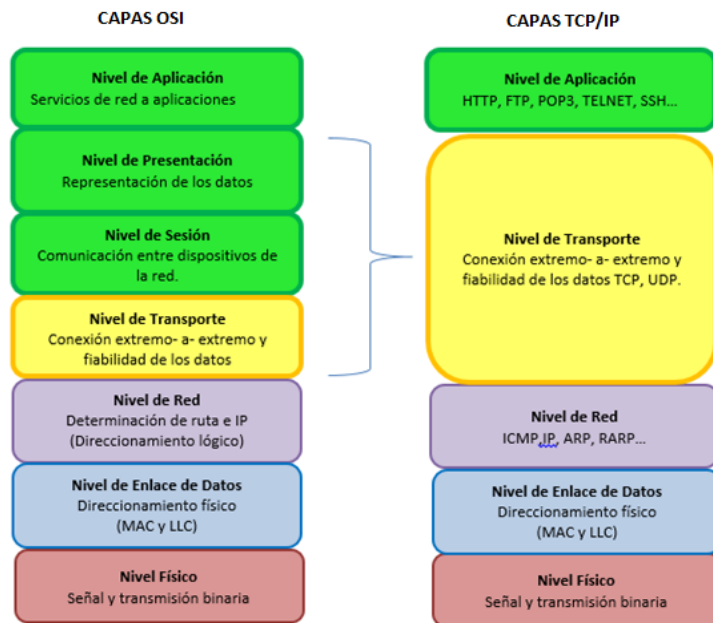 CAPAS OSI
Nivel de Aplicación
Servicios de red a aplicaciones
Nivel de Presentación
Representación de los datos
Nivel de Sesión
Comunicación entre dispositivos de
la red.
Nivel de Transporte
Conexión extremo- a- extremo y
fiabilidad de los datos
Nivel de Red
Determinación de ruta e IP
(Direccionamiento lógico)
Nivel de Enlace de Datos
Direccionamiento físico
(MAC y LLC)
Nivel Físico
Señal y transmisión binaria
CAPAS TCP/IP
Nivel de Aplicación
HTTP, FTP, POP3, TELNET, SSH...
Nivel de Transporte
Conexión extremo- a- extremo y
fiabilidad de los datos TCP, UDP.
Nivel de Red
ICMP,IP, ARP, RARP...
Nivel de Enlace de Datos
Direccionamiento físico
(MAC y LLC)
Nivel Físico
Señal y transmisión binaria